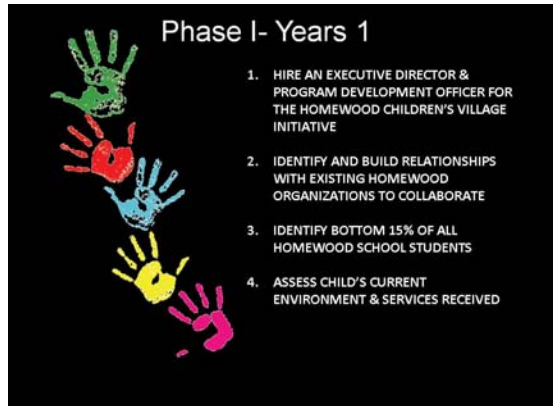 Phase I- Years 1
1. HIRE AN EXECUTIVE DIRECTOR &
PROGRAM DEVELOPMENT OFFICER FOR
THE HOMEWOOD CHILDREN'S VILLAGE
INITIATIVE
2. IDENTIFY AND BUILD RELATIONSHIPS
WITH EXISTING HOMEWOOD
ORGANIZATIONS TO COLLABORATE
3. IDENTIFY BOTTOM 15% OF ALL
HOMEWOOD SCHOOL STUDENTS
4. ASSESS CHILD'S CURRENT
ENVIRONMENT & SERVICES RECEIVED